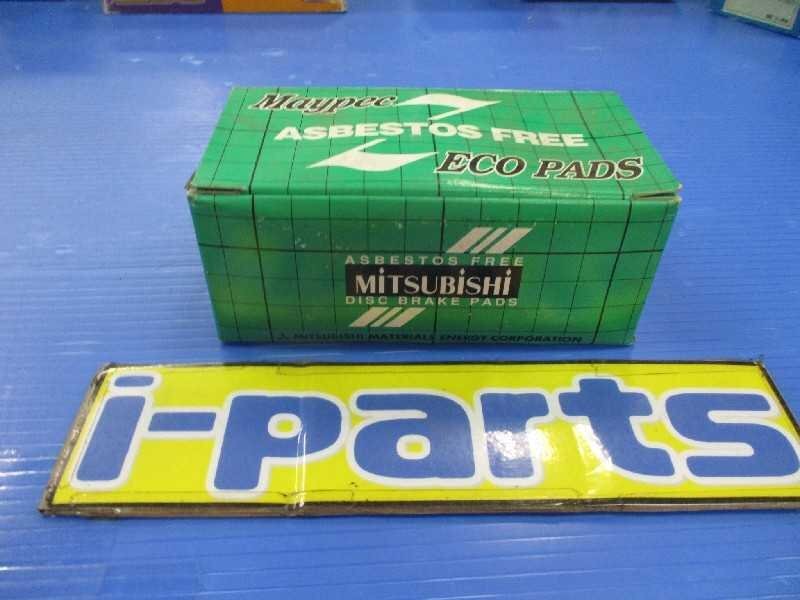 Maypec
ASBESTOS FREE
ECO PADS
ASBESTOS FREE
MITSUBISHI
DISC BRAKE PADS
MITSUBISHI MATERIALS ENERGY CORPORATION
i-parts